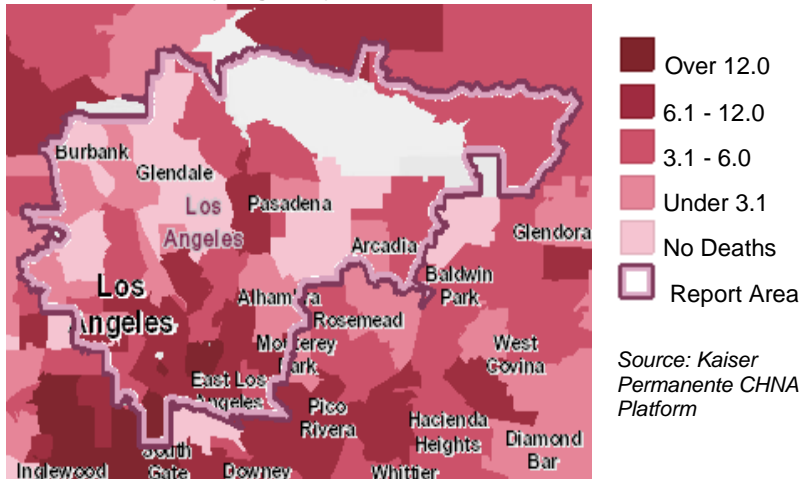 Burbank
Glendale
Los
Angeles
Pasadena
Arcadia
Glendora
Baldwin
Park
Los
Angeles
Alhambra
Rosemead
Monterey
Park
West
Covina
East Los
Angeles
Pico
Rivera
Hacienda
Heights
Diamond
Bar
South
Gate
Inglewood
Downey
Whittier
Over 12.0
6.1 - 12.0
3.1 - 6.0
Under 3.1
No Deaths
Report Area
Source: Kaiser
Permanente CHNA
Platform